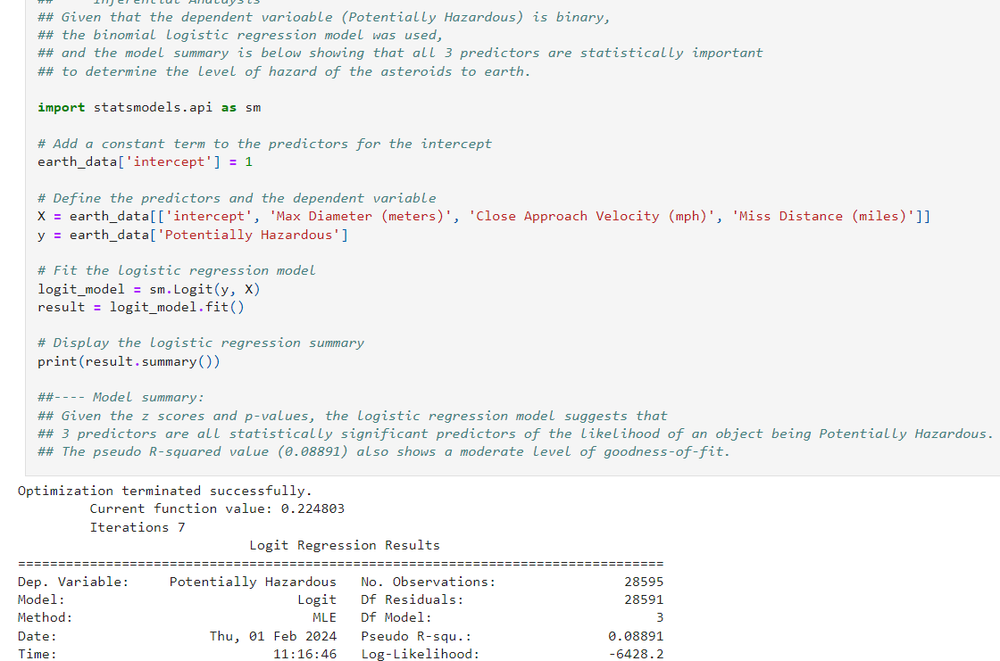 ## Given that the dependent varioable (Potentially Hazardous) is binary,
## the binomial logistic regression model was used,
## and the model summary is below showing that all 3 predictors are statistically important
## to determine the level of hazard of the asteroids to earth.
import statsmodels.api as sm
# Add a constant term to the predictors for the intercept
earth_data['intercept'] = 1
# Define the predictors and the dependent variable
X = earth_data[['intercept', 'Max Diameter (meters)', 'Close Approach Velocity (mph)', 'Miss Distance (miles)']]
y = earth_data['Potentially Hazardous']
# Fit the logistic regression model
logit_model = sm.Logit(y, X)
result = logit_model.fit()
# Display the logistic regression summary
print(result.summary())
##---- Model summary:
## Given the z scores and p-values, the logistic regression model suggests that
## 3 predictors are all statistically significant predictors of the likelihood of an object being Potentially Hazardous.
## The pseudo R-squared value (0.08891) also shows a moderate level of goodness-of-fit.
Optimization terminated successfully.
Current function value: 0.224803
Iterations 7
Logit Regression Results
==============================================================================
Dep. Variable: Potentially Hazardous No. Observations: 28595
Model: Logit Df Residuals: 28591
Method: MLE Df Model: 3
Date: Thu, 01 Feb 2024 Pseudo R-squ.: 0.08891
Time: 11:16:46 Log-Likelihood: -6428.2